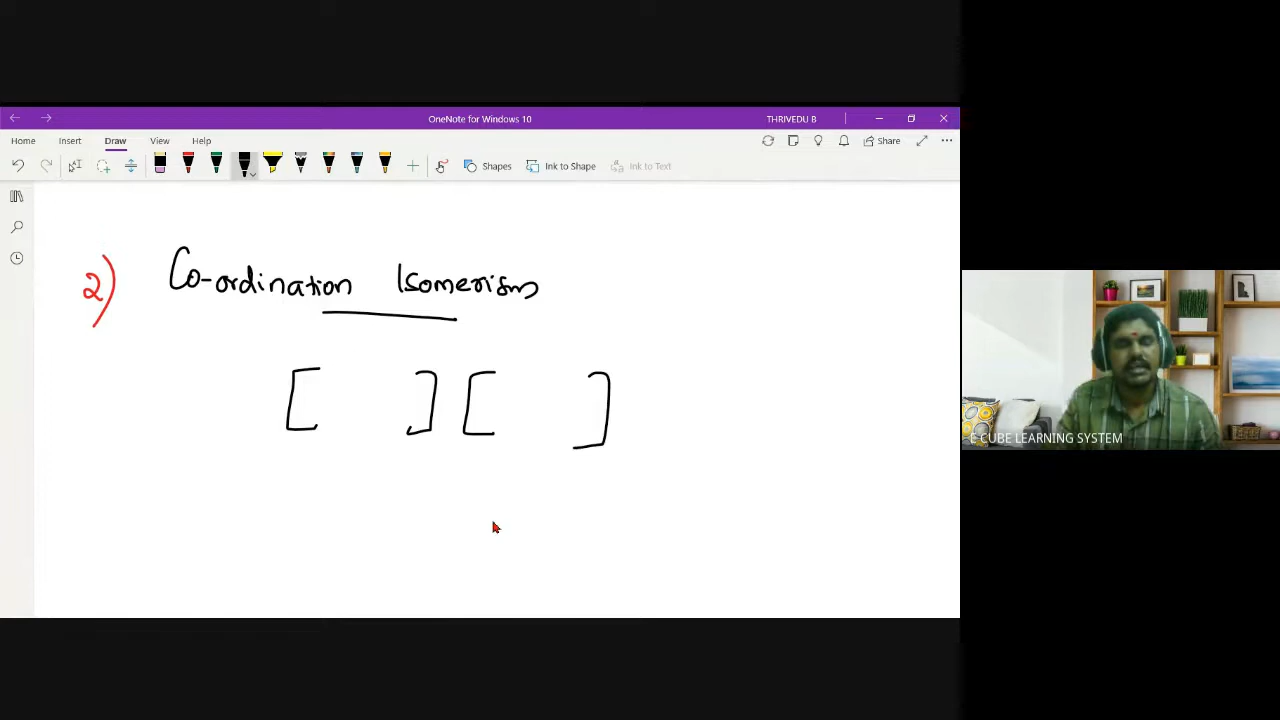 OneNote for Windows 10
THRIVEDU B
Home Insert Draw View Help
Share
Shapes Ink to Shape Ink to Text
2) Co-ordination Isomerism
[ ] [ ]
E CUBE LEARNING SYSTEM